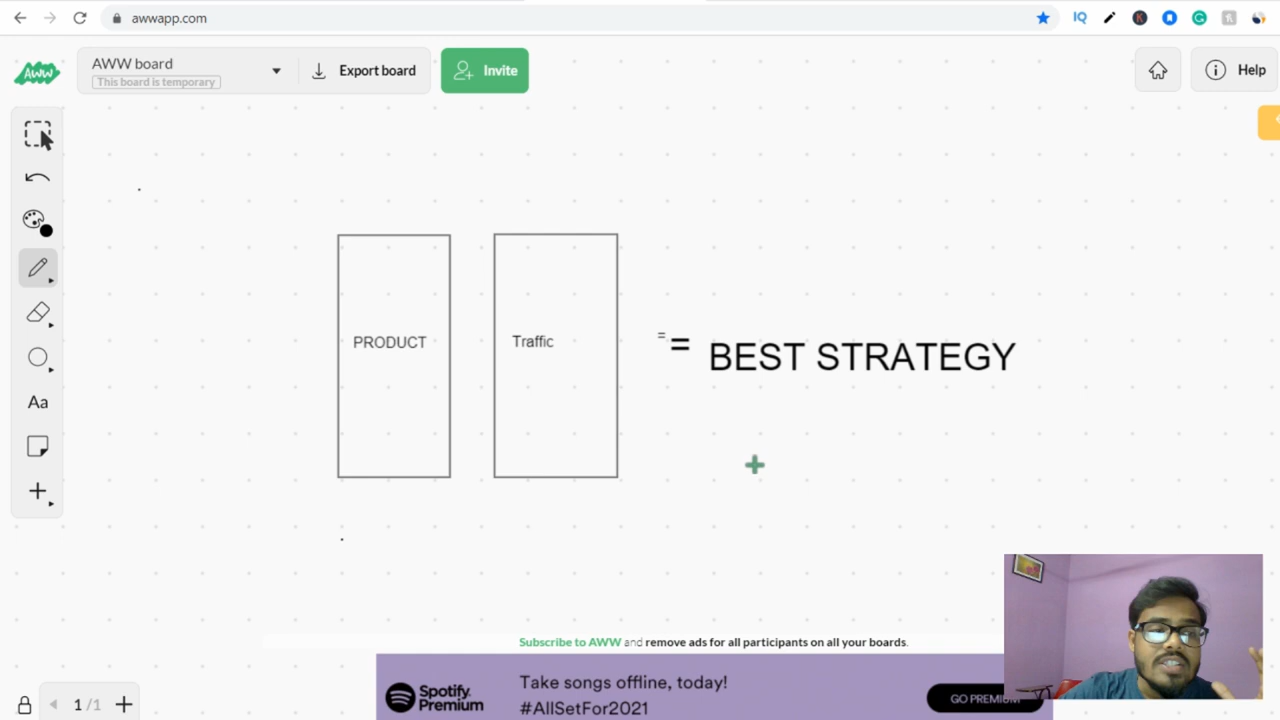 awwapp.com
IQ
K
G
AWW
AWW board
This board is temporary
Export board
Invite
Help
PRODUCT
Traffic
=
= BEST STRATEGY
Aa
Subscribe to AWW and remove ads for all participants on all your boards.
Spotify Premium
Take songs offline, today!
#AllSetFor2021
GO PREMIUM
1 /1